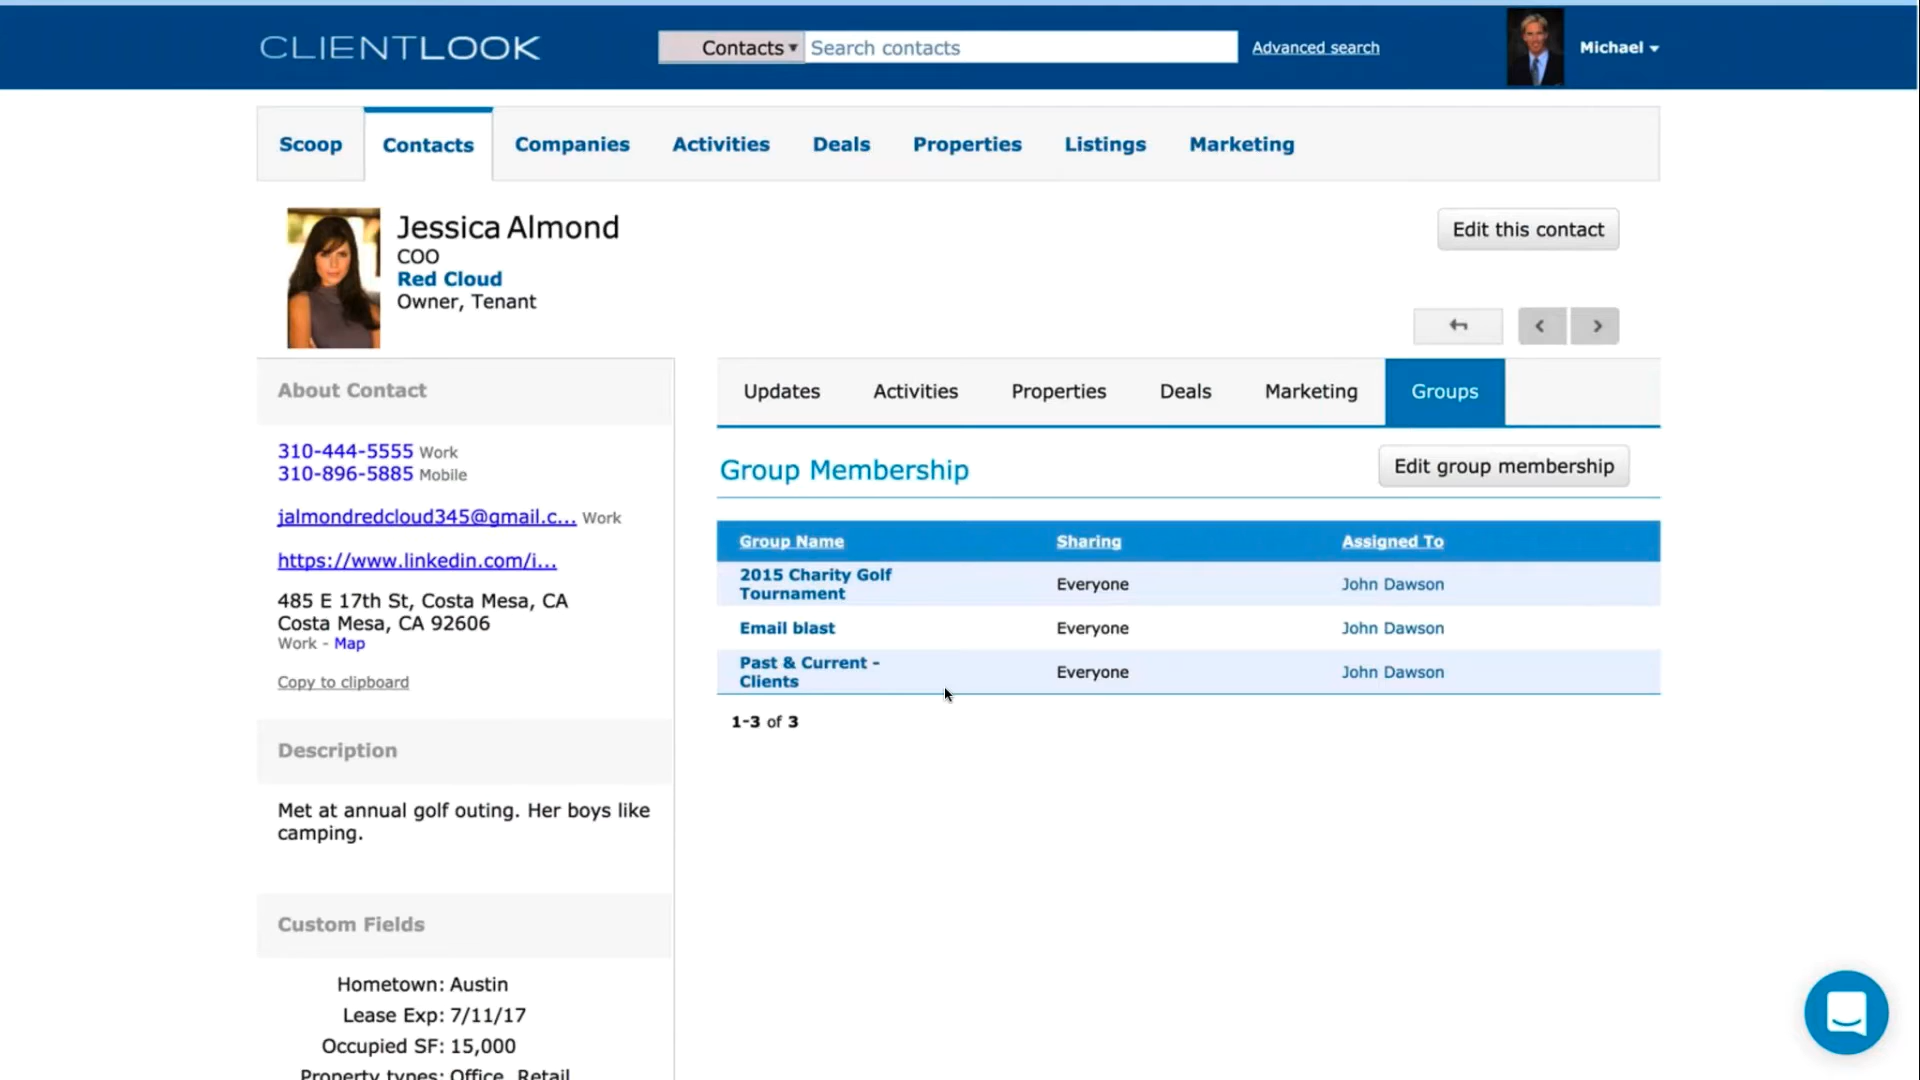 CLIENTLOOK
Contacts ▾
Search contacts
Advanced search
Michael
Scoop
Contacts
Companies
Activities
Deals
Properties
Listings
Marketing
Jessica Almond
COO
Red Cloud
Owner, Tenant
Edit this contact
About Contact
310-444-5555 Work
310-896-5885 Mobile
jalmondredcloud345@gmail.c... Work
https://www.linkedin.com/i...
485 E 17th St, Costa Mesa, CA
Costa Mesa, CA 92606
Work - Map
Copy to clipboard
Description
Met at annual golf outing. Her boys like
camping.
Custom Fields
Hometown: Austin
Lease Exp: 7/11/17
Occupied SF: 15,000
Property types: Office, Retail
Updates
Activities
Properties
Deals
Marketing
Groups
Group Membership
Edit group membership
Group Name
Sharing
Assigned To
2015 Charity Golf
Tournament
Everyone
John Dawson
Email blast
Everyone
John Dawson
Past & Current -
Clients
Everyone
John Dawson
1-3 of 3